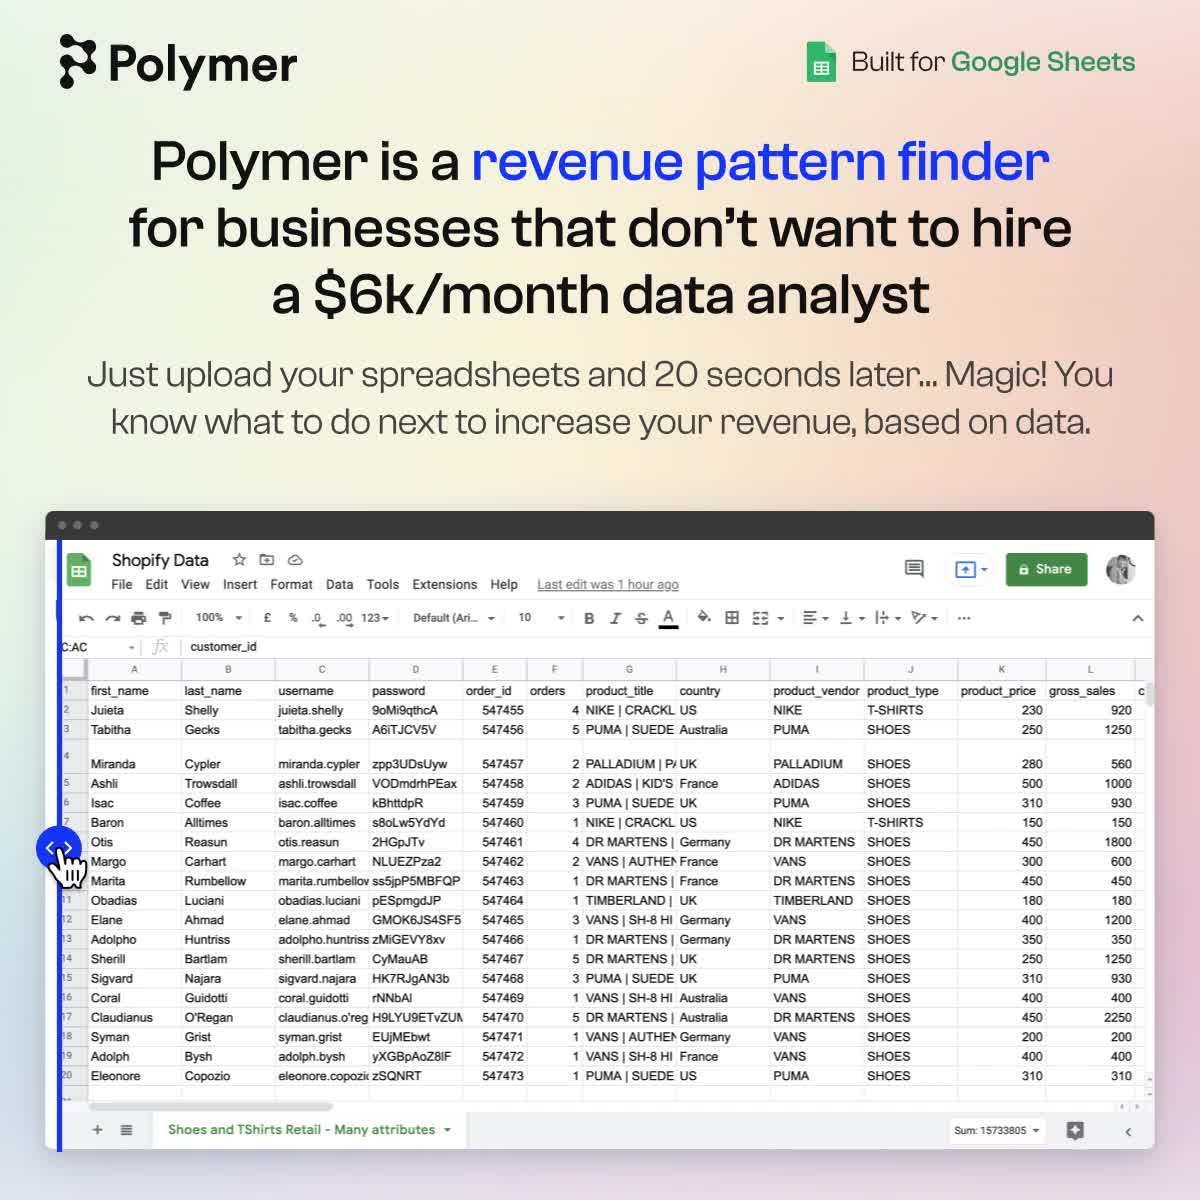 Polymer
Built for Google Sheets
Polymer is a revenue pattern finder
for businesses that don't want to hire
a $6k/month data analyst
Just upload your spreadsheets and 20 seconds later... Magic! You
know what to do next to increase your revenue, based on data.
Shopify Data
File Edit View Insert Format Data Tools Extensions Help Last edit was 1 hour ago
Share
100% £ % .0 .00 123 Default (Ari... 10 B I S A
C:AC fx customer_id
A B C D E F G H I J K L
1 first_name last_name username password order_id orders product_title country product_vendor product_type product_price gross_sales c
2 Juieta Shelly juieta.shelly 9oMi9qthcA 547455 4 NIKE | CRACKL US NIKE T-SHIRTS 230 920
3 Tabitha Gecks tabitha.gecks A6iTJCV5V 547456 5 PUMA | SUEDE Australia PUMA SHOES 250 1250
4 Miranda Cypler miranda.cypler zpp3UDsUyw 547457 2 PALLADIUM | PA UK PALLADIUM SHOES 280 560
5 Ashli Trowsdall ashli.trowsdall VODmdrhPEax 547458 2 ADIDAS | KID'S France ADIDAS SHOES 500 1000
6 Isac Coffee isac.coffee kBhttdpR 547459 3 PUMA | SUEDE UK PUMA SHOES 310 930
7 Baron Alltimes baron.alltimes s8oLw5YdYd 547460 1 NIKE | CRACKL US NIKE T-SHIRTS 150 150
Otis Reasun otis.reasun 2HGpJTv 547461 4 DR MARTENS | Germany DR MARTENS SHOES 450 1800
Margo Carhart margo.carhart NLUEZPza2 547462 2 VANS | AUTHEN France VANS SHOES 300 600
Marita Rumbellow marita.rumbellow ss5jpP5MBFQP 547463 1 DR MARTENS | France DR MARTENS SHOES 450 450
11 Obadias Luciani obadias.luciani pESpmgdJP 547464 1 TIMBERLAND | UK TIMBERLAND SHOES 180 180
12 Elane Ahmad elane.ahmad GMOK6JS4SF5 547465 3 VANS | SH-8 HI Germany VANS SHOES 400 1200
13 Adolpho Huntriss adolpho.huntriss zMiGEVY8xv 547466 1 DR MARTENS | Germany DR MARTENS SHOES 350 350
14 Sherill Bartlam sherill.bartlam CyMauAB 547467 5 DR MARTENS | UK DR MARTENS SHOES 250 1250
15 Sigvard Najara sigvard.najara HK7RJgAN3b 547468 3 PUMA | SUEDE UK PUMA SHOES 310 930
16 Coral Guidotti coral.guidotti rNNbAl 547469 1 VANS | SH-8 HI Australia VANS SHOES 400 400
17 Claudianus O'Regan claudianus.o'reg H9LYU9ETvZUM 547470 5 DR MARTENS | Australia DR MARTENS SHOES 450 2250
18 Syman Grist syman.grist EUjMEbwt 547471 1 VANS | AUTHEN Germany VANS SHOES 200 200
19 Adolph Bysh adolph.bysh yXGBpAoZ8lF 547472 1 VANS | SH-8 HI France VANS SHOES 400 400
20 Eleonore Copozio eleonore.copozio zSQNRT 547473 1 PUMA | SUEDE US PUMA SHOES 310 310
Shoes and TShirts Retail - Many attributes
Sum: 15733805